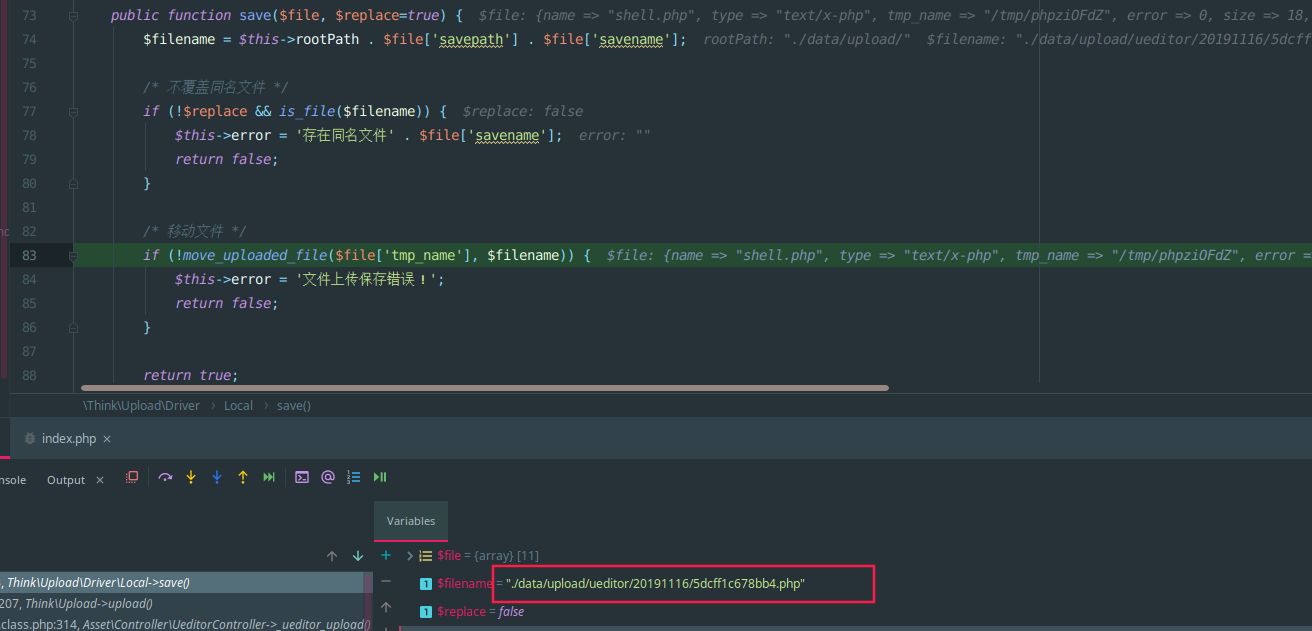 73 public function save($file, $replace=true) { $file: {name => "shell.php", type => "text/x-php", tmp_name => "/tmp/phpziOFdZ", error => 0, size => 18,
74 $filename = $this->rootPath . $file['savepath'] . $file['savename']; rootPath: "./data/upload/" $filename: "./data/upload/ueditor/20191116/5dcff
75
76 /* 不覆盖同名文件 */
77 if (!$replace && is_file($filename)) { $replace: false
78 $this->error = '存在同名文件' . $file['savename']; error: ""
79 return false;
80 }
81
82 /* 移动文件 */
83 if (!move_uploaded_file($file['tmp_name'], $filename)) { $file: {name => "shell.php", type => "text/x-php", tmp_name => "/tmp/phpziOFdZ", error =
84 $this->error = '文件上传保存错误！';
85 return false;
86 }
87
88 return true;
\Think\Upload\Driver › Local › save()
index.php ×
nsole Output ×
Variables
$file = {array} [11]
, Think\Upload\Driver\Local->save()
$filename = "./data/upload/ueditor/20191116/5dcff1c678bb4.php"
207, Think\Upload->upload()
$replace = false
.class.php:314, Asset\Controller\UeditorController->_ueditor_upload()